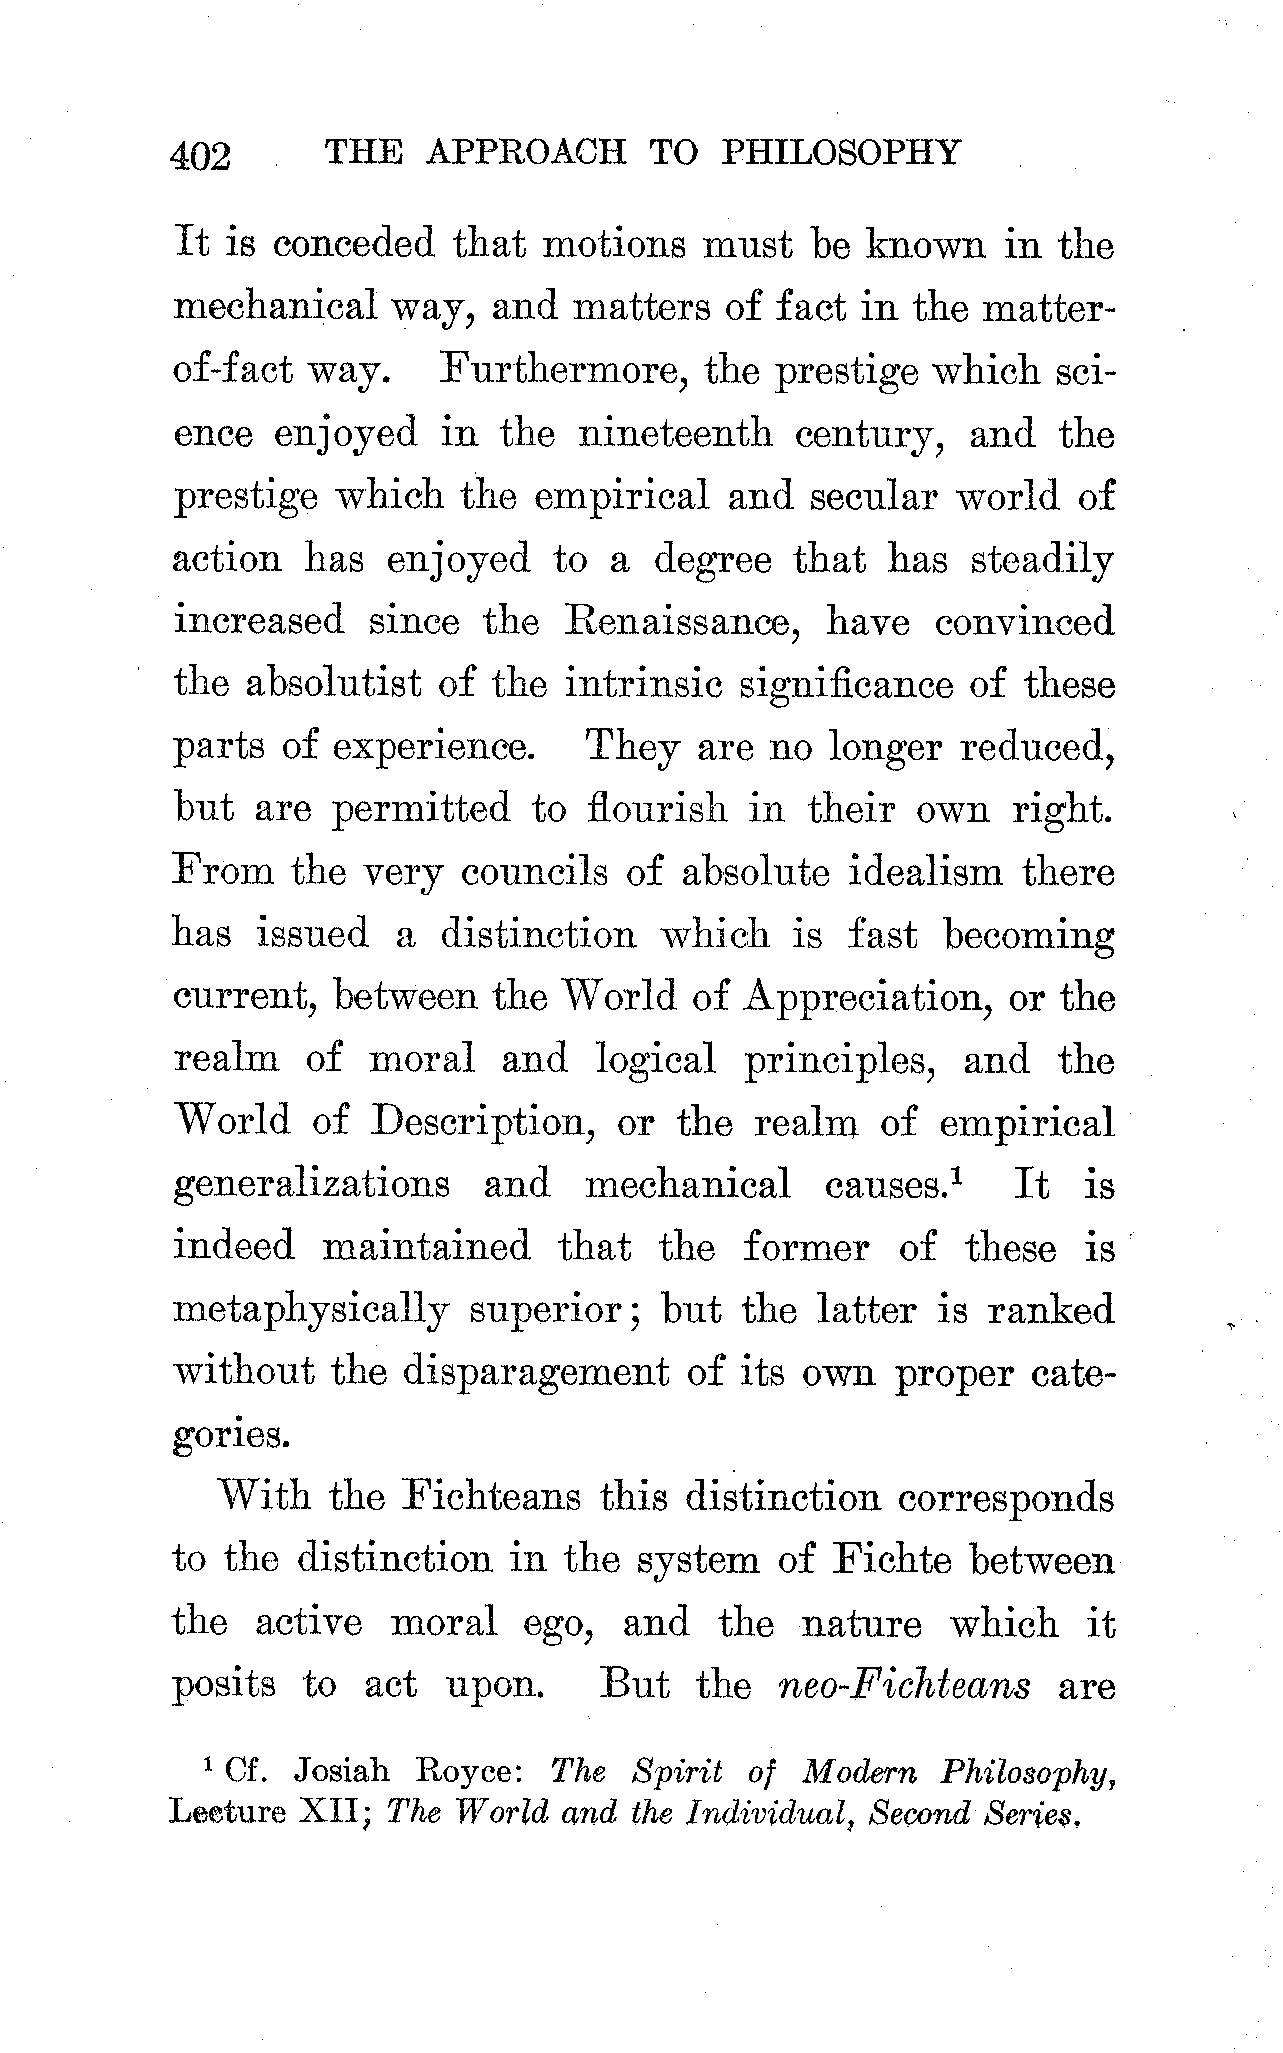 402 THE APPROACH TO PHILOSOPHY
It is conceded that motions must be known in the
mechanical way, and matters of fact in the matter-
of-fact way. Furthermore, the prestige which sci-
ence enjoyed in the nineteenth century, and the
prestige which the empirical and secular world of
action has enjoyed to a degree that has steadily
increased since the Renaissance, have convinced
the absolutist of the intrinsic significance of these
parts of experience. They are no longer reduced,
but are permitted to flourish in their own right.
From the very councils of absolute idealism there
has issued a distinction which is fast becoming
current, between the World of Appreciation, or the
realm of moral and logical principles, and the
World of Description, or the realm of empirical
generalizations and mechanical causes.¹ It is
indeed maintained that the former of these is
metaphysically superior; but the latter is ranked
without the disparagement of its own proper cate-
gories.
With the Fichteans this distinction corresponds
to the distinction in the system of Fichte between
the active moral ego, and the nature which it
posits to act upon. But the neo-Fichteans are
¹ Cf. Josiah Royce: The Spirit of Modern Philosophy,
Lecture XII; The World and the Individual, Second Series.